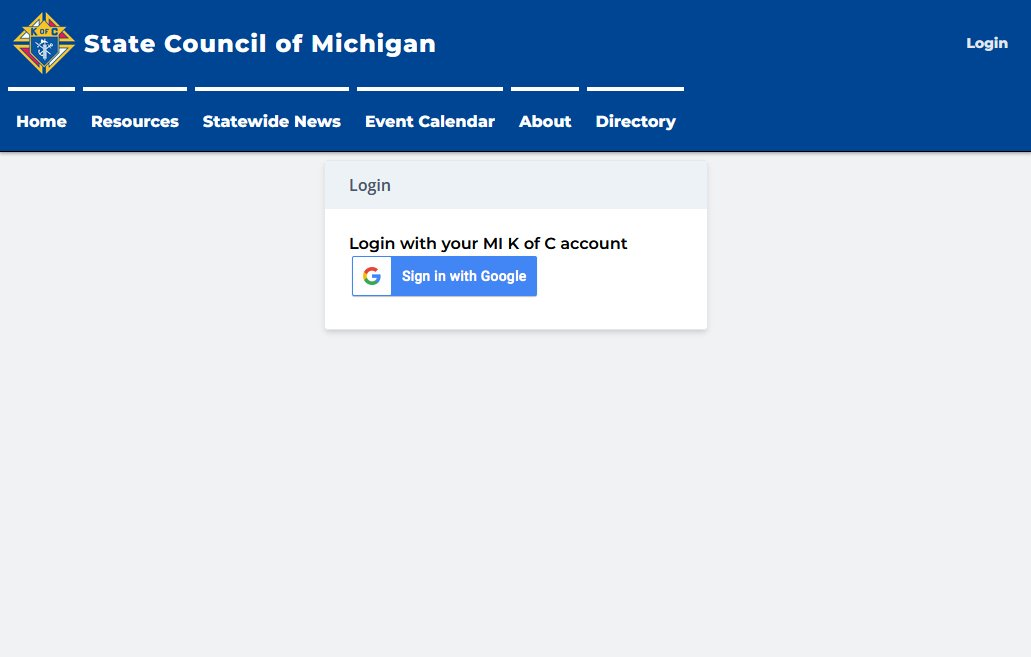 K OF C
State Council of Michigan
Login
Home Resources Statewide News Event Calendar About Directory
Login
Login with your MI K of C account
Sign in with Google